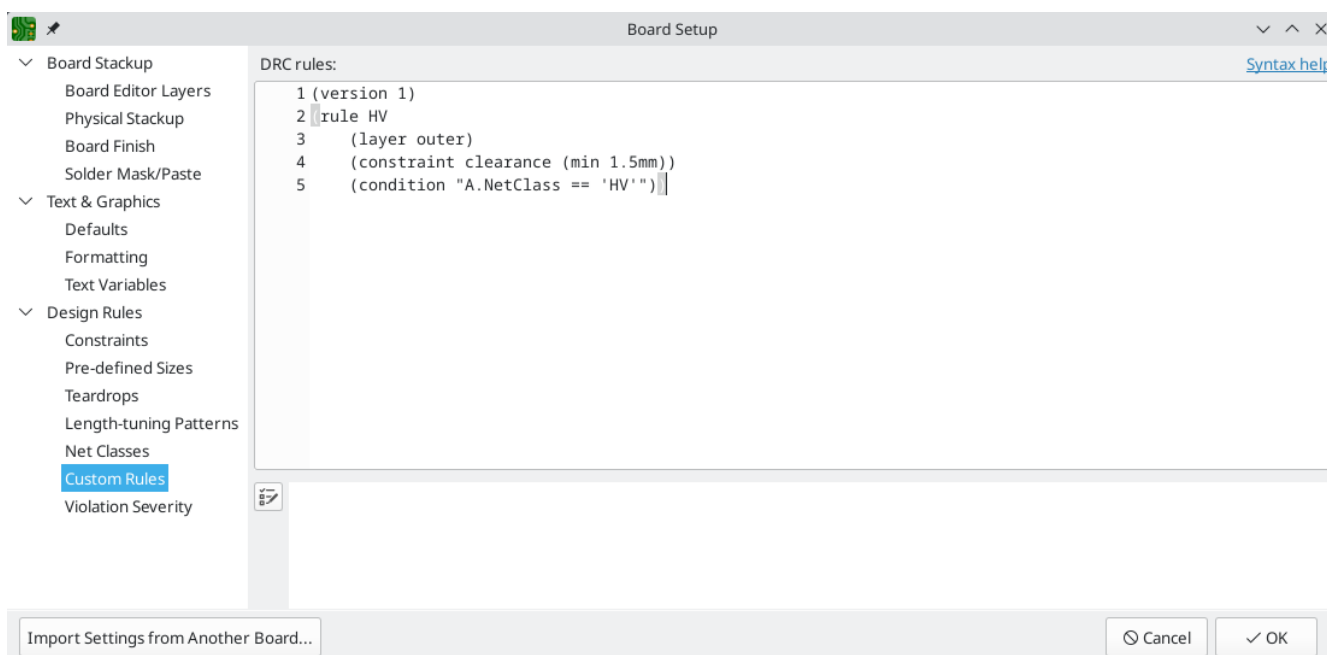 Board Setup
Board Stackup
Board Editor Layers
Physical Stackup
Board Finish
Solder Mask/Paste
Text & Graphics
Defaults
Formatting
Text Variables
Design Rules
Constraints
Pre-defined Sizes
Teardrops
Length-tuning Patterns
Net Classes
Custom Rules
Violation Severity
DRC rules:
Syntax help
1 (version 1)
2 (rule HV
3     (layer outer)
4     (constraint clearance (min 1.5mm))
5     (condition "A.NetClass == 'HV'"))
Import Settings from Another Board...
Cancel
OK